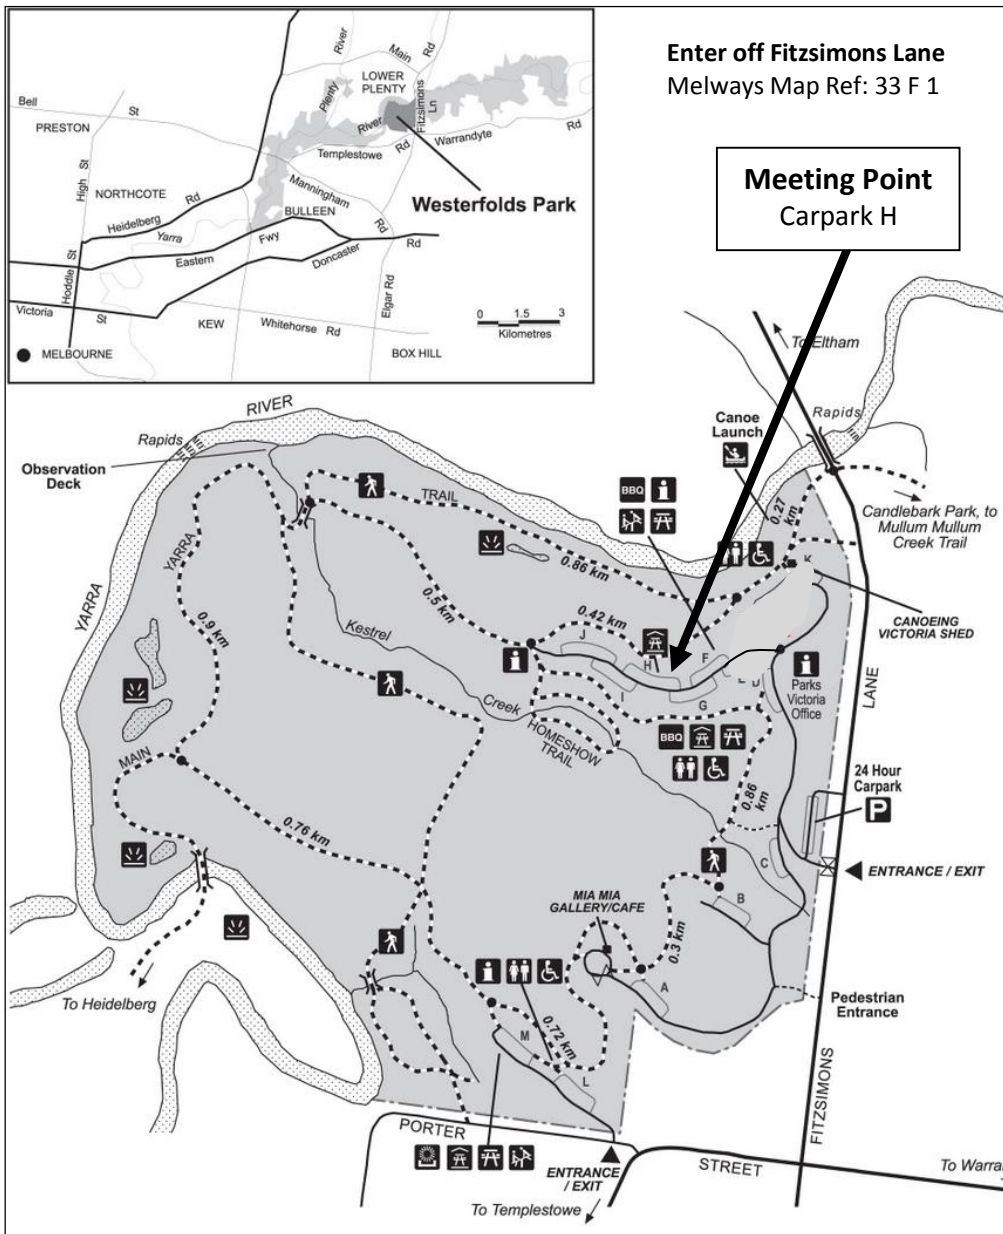 Enter off Fitzsimons Lane
Melways Map Ref: 33 F 1
Meeting Point
Carpark H
River
Main
Rd
LOWER
PLENTY
Plenty
Fitzsimons
Ln
Bell
St
PRESTON
River
Rd
Warrandyte
Rd
Templestowe
High St
NORTHCOTE
Manningham
Rd
Westerfolds Park
Heidelberg
Rd
BULLEEN
Yarra
Eastern
Fwy
Doncaster
Rd
Hoddle St
Elgar Rd
Victoria
St
KEW
Whitehorse Rd
0 1.5 3
Kilometres
MELBOURNE
BOX HILL
To Eltham
RIVER
Rapids
Observation
Deck
Canoe
Launch
Rapids
BBQ
TRAIL
0.27
km
Candlebark Park, to
Mullum Mullum
Creek Trail
YARRA
YARRA
0.86 km
0.5 km
0.42 km
K
CANOEING
VICTORIA SHED
0.9 km
Kestrel
J
H
F
I
G
D
Parks
Victoria
Office
LANE
Creek
HOMESHOW
TRAIL
BBQ
MAIN
24 Hour
Carpark
P
0.86
km
0.76 km
C
ENTRANCE / EXIT
MIA MIA
GALLERY/CAFE
B
0.3 km
A
To Heidelberg
Pedestrian
Entrance
M
0.72 km
L
FITZSIMONS
PORTER
STREET
ENTRANCE
/ EXIT
To Templestowe